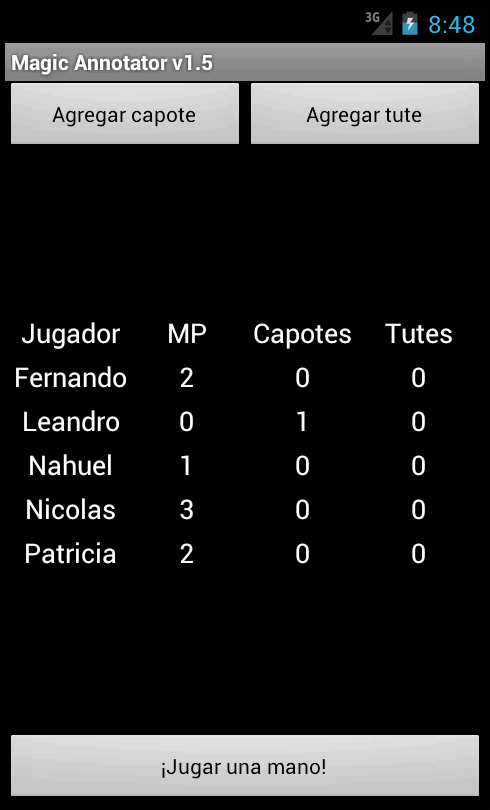 3G 8:48
Magic Annotator v1.5
Agregar capote Agregar tute
Jugador MP Capotes Tutes
Fernando 2 0 0
Leandro 0 1 0
Nahuel 1 0 0
Nicolas 3 0 0
Patricia 2 0 0
¡Jugar una mano!